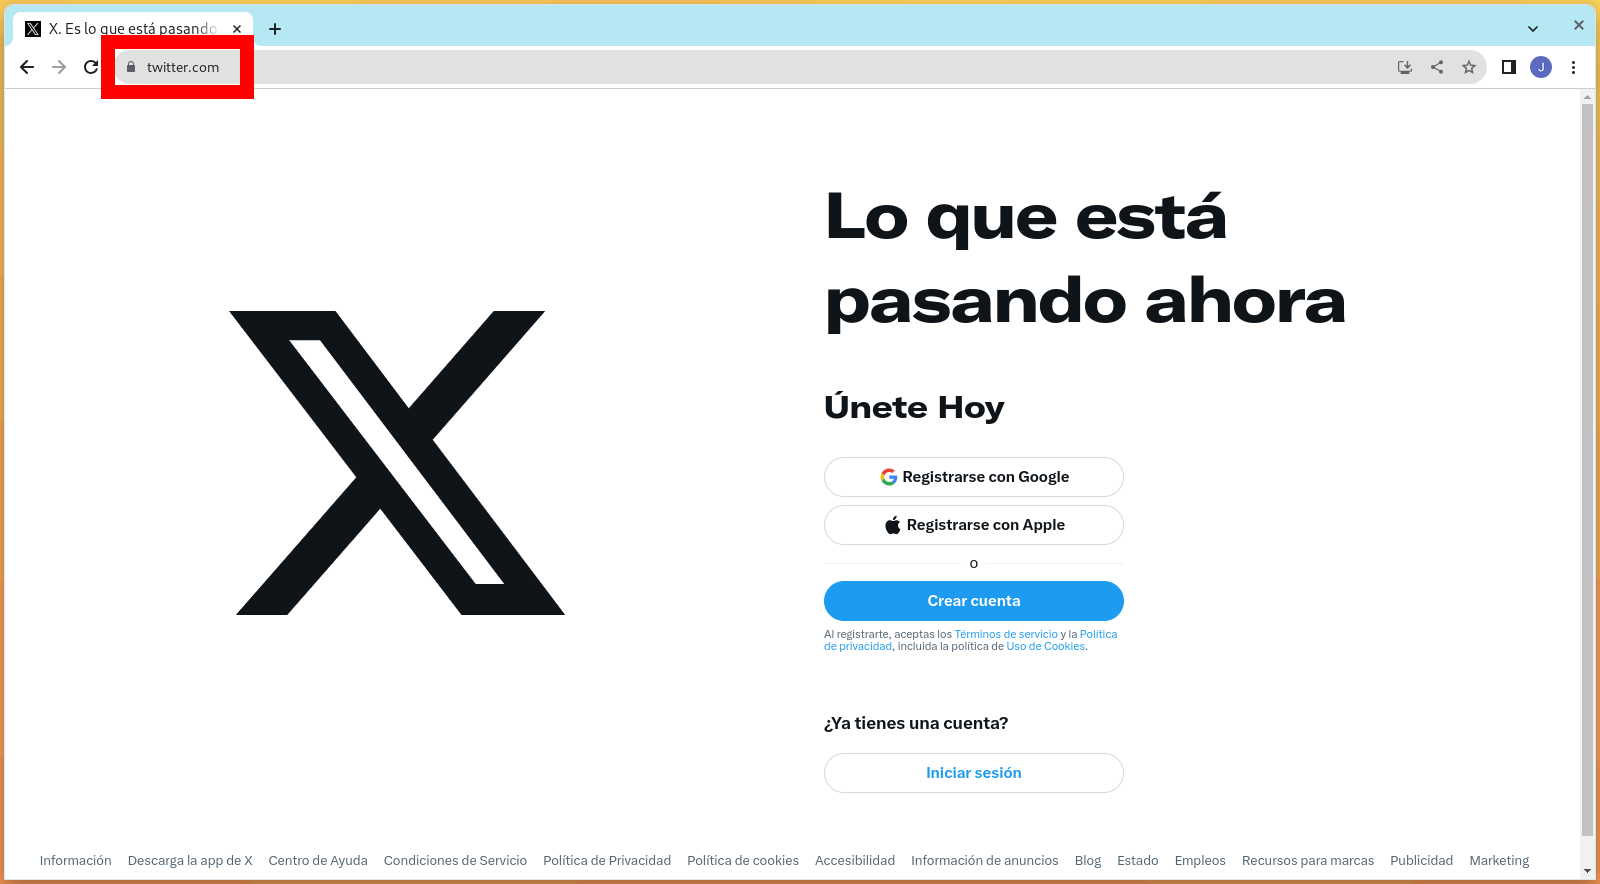 X. Es lo que está pasando
twitter.com
J
Lo que está
pasando ahora
Únete Hoy
Registrarse con Google
Registrarse con Apple
o
Crear cuenta
Al registrarte, aceptas los Términos de servicio y la Política
de privacidad, incluida la política de Uso de Cookies.
¿Ya tienes una cuenta?
Iniciar sesión
Información Descarga la app de X Centro de Ayuda Condiciones de Servicio Política de Privacidad Política de cookies Accesibilidad Información de anuncios Blog Estado Empleos Recursos para marcas Publicidad Marketing